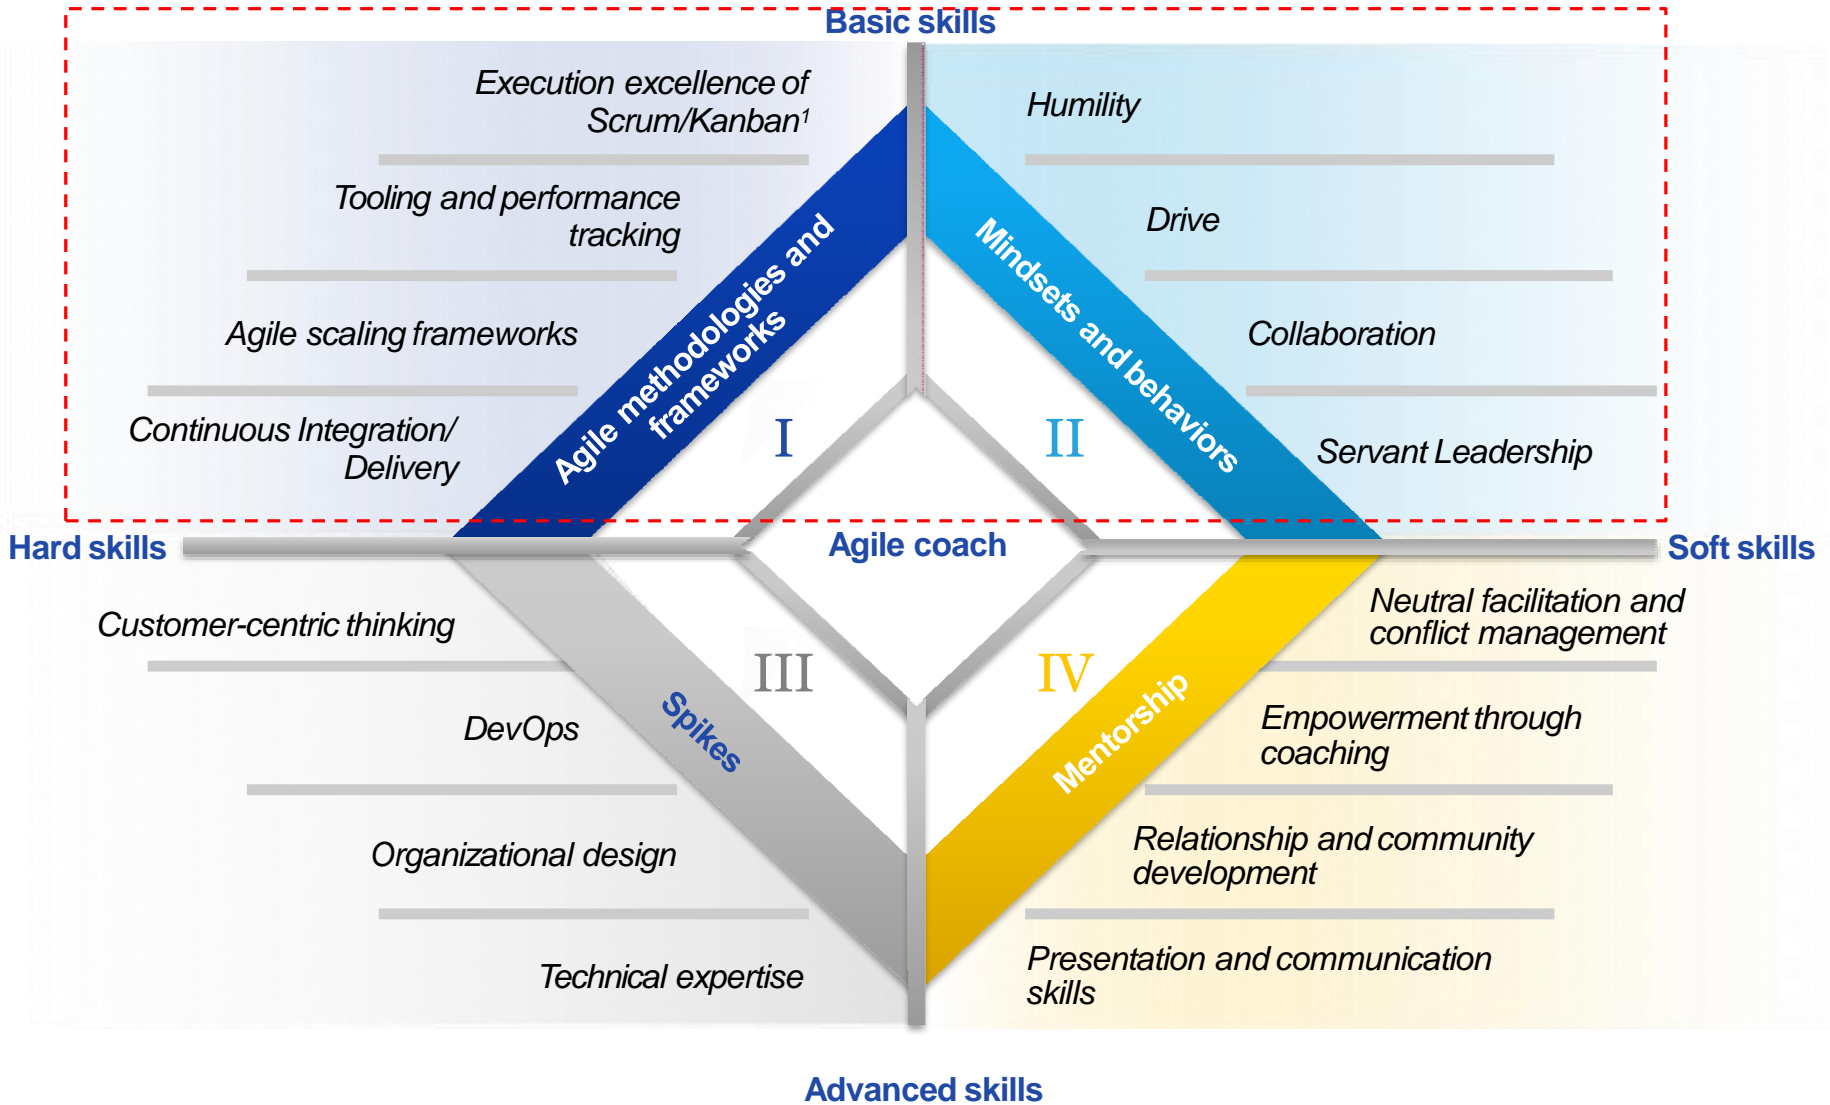 Basic skills
Execution excellence of
Scrum/Kanban¹
Tooling and performance
tracking
Agile scaling frameworks
Continuous Integration/
Delivery
Agile methodologies and
frameworks
I
Humility
Drive
Collaboration
Servant Leadership
Mindsets and behaviors
II
Hard skills
Agile coach
Soft skills
Customer-centric thinking
DevOps
Organizational design
Technical expertise
Spikes
III
Neutral facilitation and
conflict management
Empowerment through
coaching
Relationship and community
development
Presentation and communication
skills
Mentorship
IV
Advanced skills